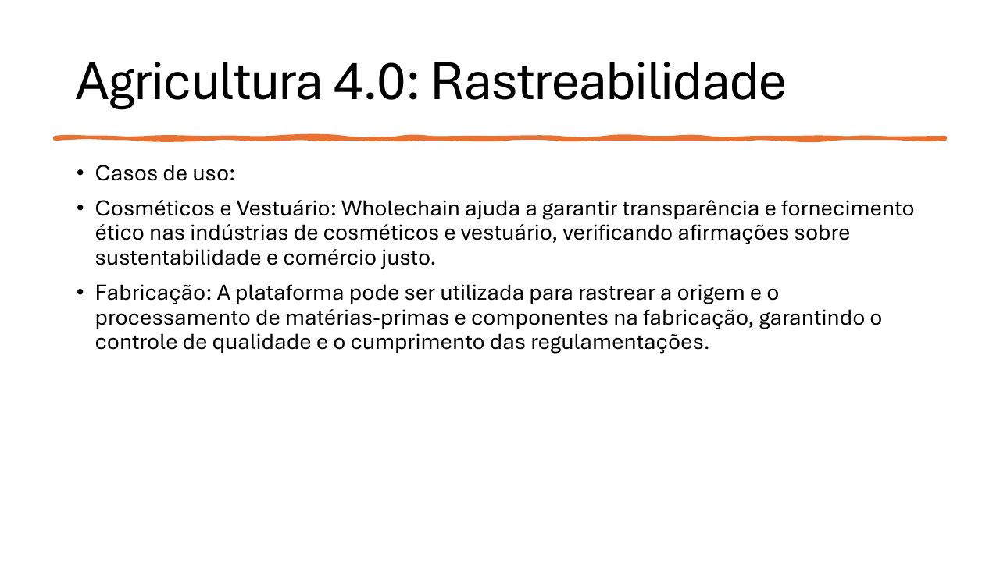 Agricultura 4.0: Rastreabilidade
• Casos de uso:
• Cosméticos e Vestuário: Wholechain ajuda a garantir transparência e fornecimento
ético nas indústrias de cosméticos e vestuário, verificando afirmações sobre
sustentabilidade e comércio justo.
• Fabricação: A plataforma pode ser utilizada para rastrear a origem e o
processamento de matérias-primas e componentes na fabricação, garantindo o
controle de qualidade e o cumprimento das regulamentações.